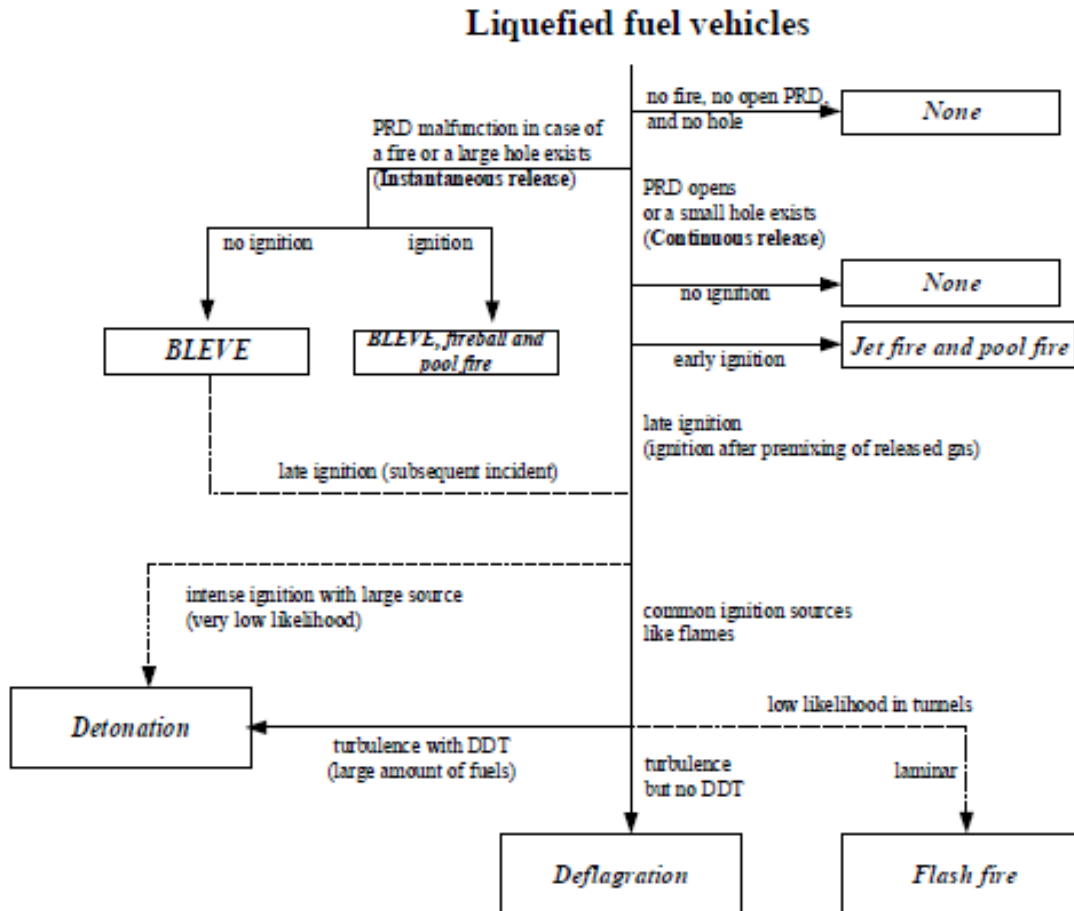 Liquefied fuel vehicles
no fire, no open PRD,
and no hole
None
PRD malfunction in case of
a fire or a large hole exists
(Instantaneous release)
PRD opens
or a small hole exists
(Continuous release)
no ignition
ignition
no ignition
None
BLEVE
BLEVE, fireball and
pool fire
early ignition
Jet fire and pool fire
late ignition
(ignition after premixing of released gas)
late ignition (subsequent incident)
intense ignition with large source
(very low likelihood)
common ignition sources
like flames
Detonation
low likelihood in tunnels
turbulence with DDT
(large amount of fuels)
turbulence
but no DDT
laminar
Deflagration
Flash fire